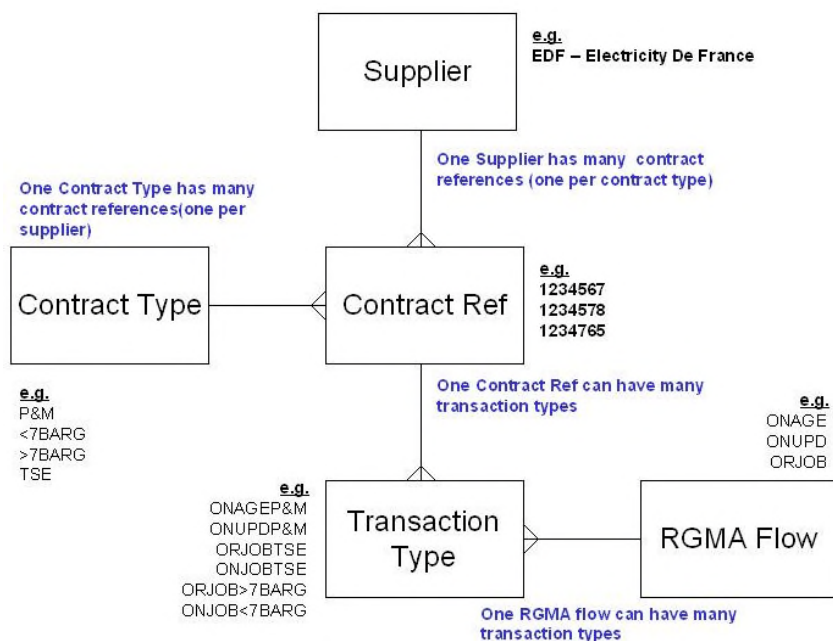 Supplier
e.g.
EDF – Electricity De France
One Supplier has many contract
references (one per contract type)
One Contract Type has many
contract references(one per
supplier)
Contract Type
Contract Ref
e.g.
1234567
1234578
1234765
e.g.
P&M
<7BARG
>7BARG
TSE
One Contract Ref can have many
transaction types
e.g.
ONAGE
ONUPD
ORJOB
e.g.
ONAGEP&M
ONUPDP&M
ORJOBTSE
ONJOBTSE
ORJOB>7BARG
ONJOB<7BARG
Transaction
Type
RGMA Flow
One RGMA flow can have many
transaction types